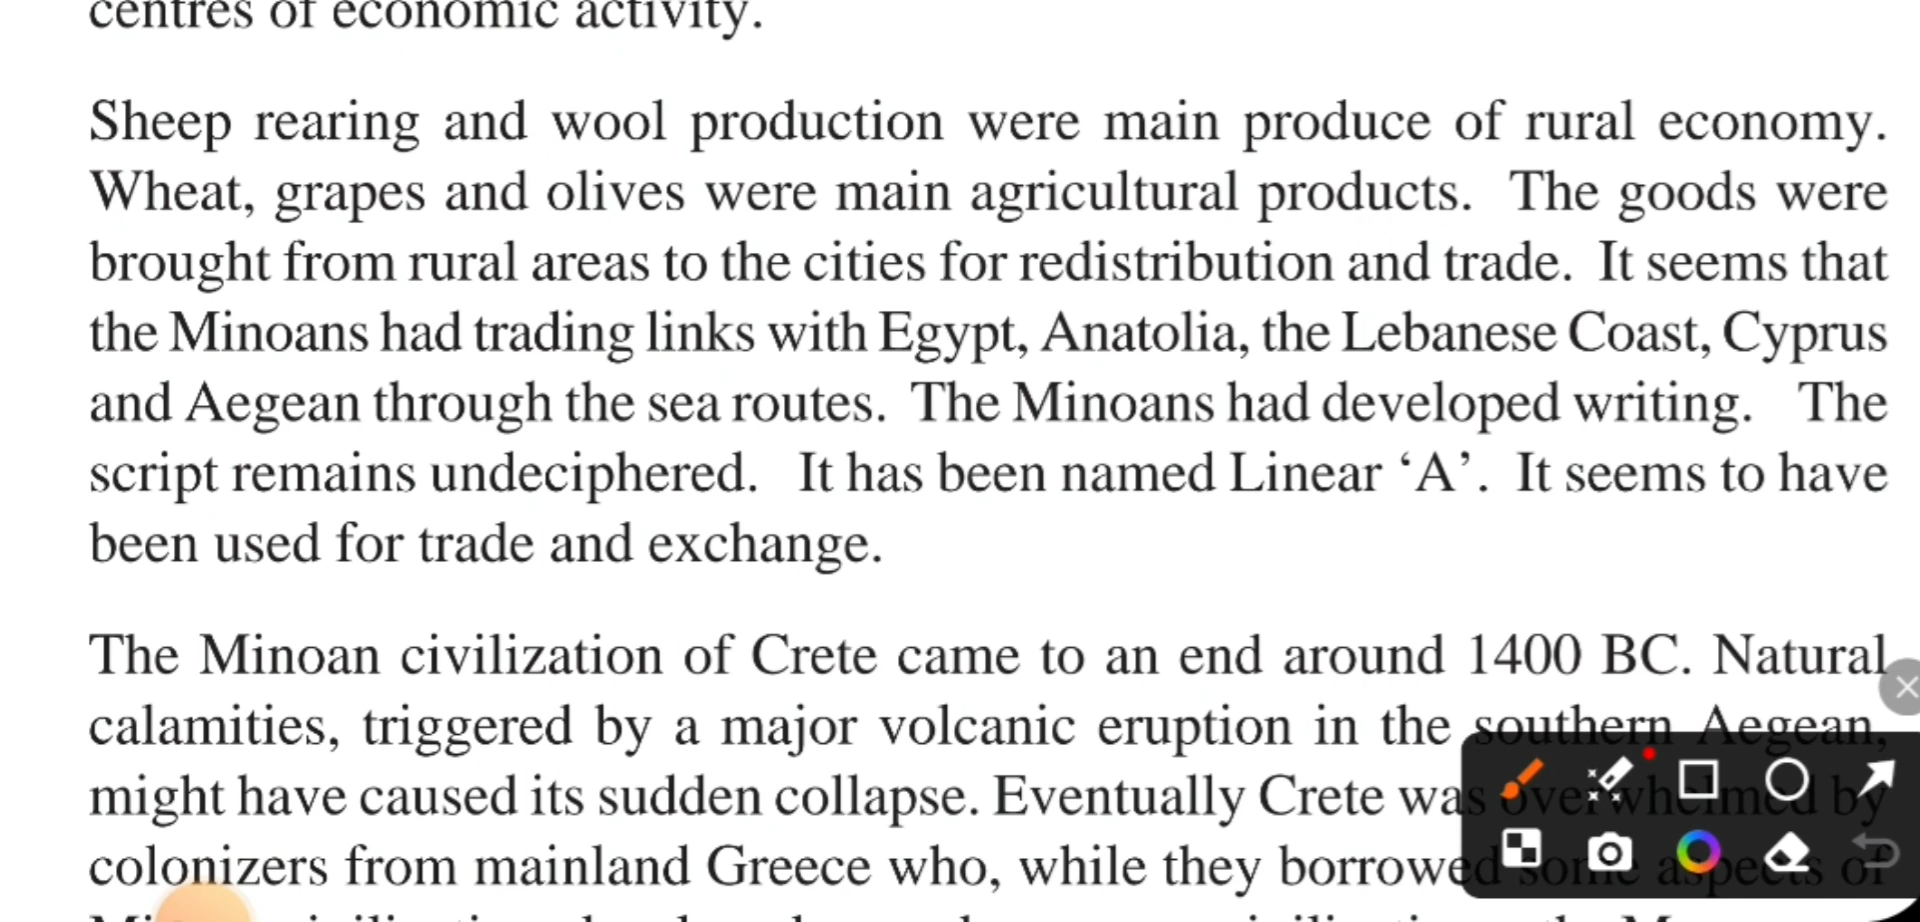 centres of economic activity.
Sheep rearing and wool production were main produce of rural economy.
Wheat, grapes and olives were main agricultural products. The goods were
brought from rural areas to the cities for redistribution and trade. It seems that
the Minoans had trading links with Egypt, Anatolia, the Lebanese Coast, Cyprus
and Aegean through the sea routes. The Minoans had developed writing. The
script remains undeciphered. It has been named Linear ‘A’. It seems to have
been used for trade and exchange.
The Minoan civilization of Crete came to an end around 1400 BC. Natural
calamities, triggered by a major volcanic eruption in the southern Aegean,
might have caused its sudden collapse. Eventually Crete was overwhelmed by
colonizers from mainland Greece who, while they borrowed some aspects of